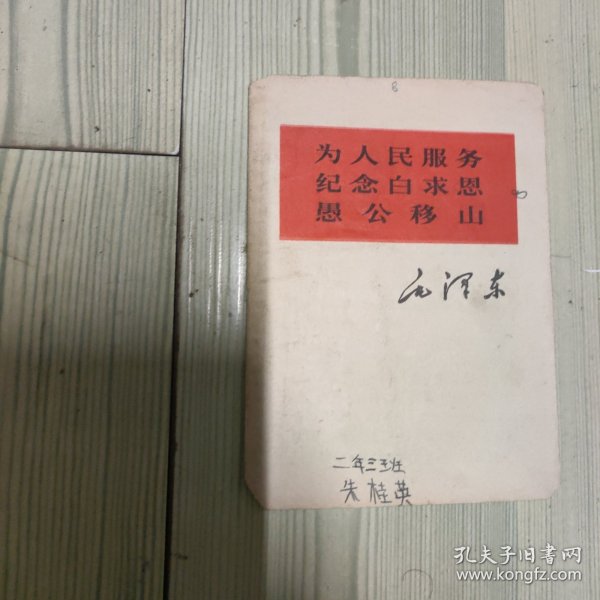 8
为人民服务
纪念白求恩
愚公移山
毛泽东
二年三班
朱桂英
孔夫子旧书网
www.kongfz.com